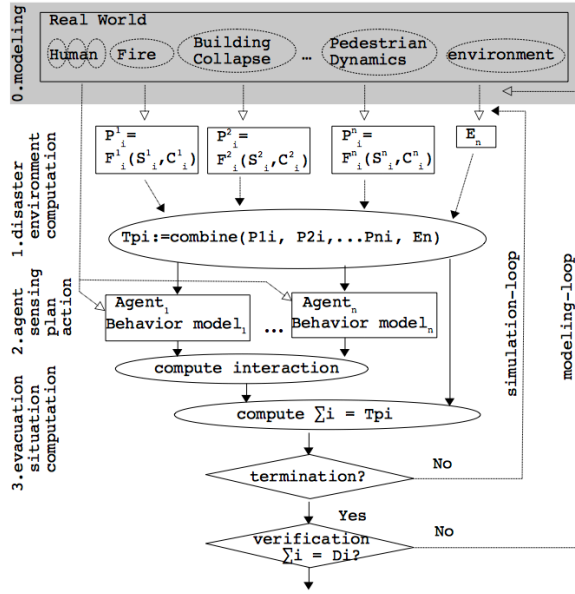 0.modeling
Real World
Human Fire Building Collapse … Pedestrian Dynamics environment
1.disaster environment computation
P¹ᵢ= F¹ᵢ(S¹ᵢ,C¹ᵢ)
P²ᵢ= F²ᵢ(S²ᵢ,C²ᵢ)
Pⁿᵢ= Fⁿᵢ(Sⁿᵢ,Cⁿᵢ)
Eₙ
Tpi:=combine(P1i, P2i,...Pni, En)
2.agent sensing plan action
Agent₁
Behavior model₁
...
Agentₙ
Behavior modelₙ
compute interaction
3.evacuation situation computation
compute ∑i = Tpi
termination?
No
Yes
verification
∑i = Di?
No
simulation-loop
modeling-loop